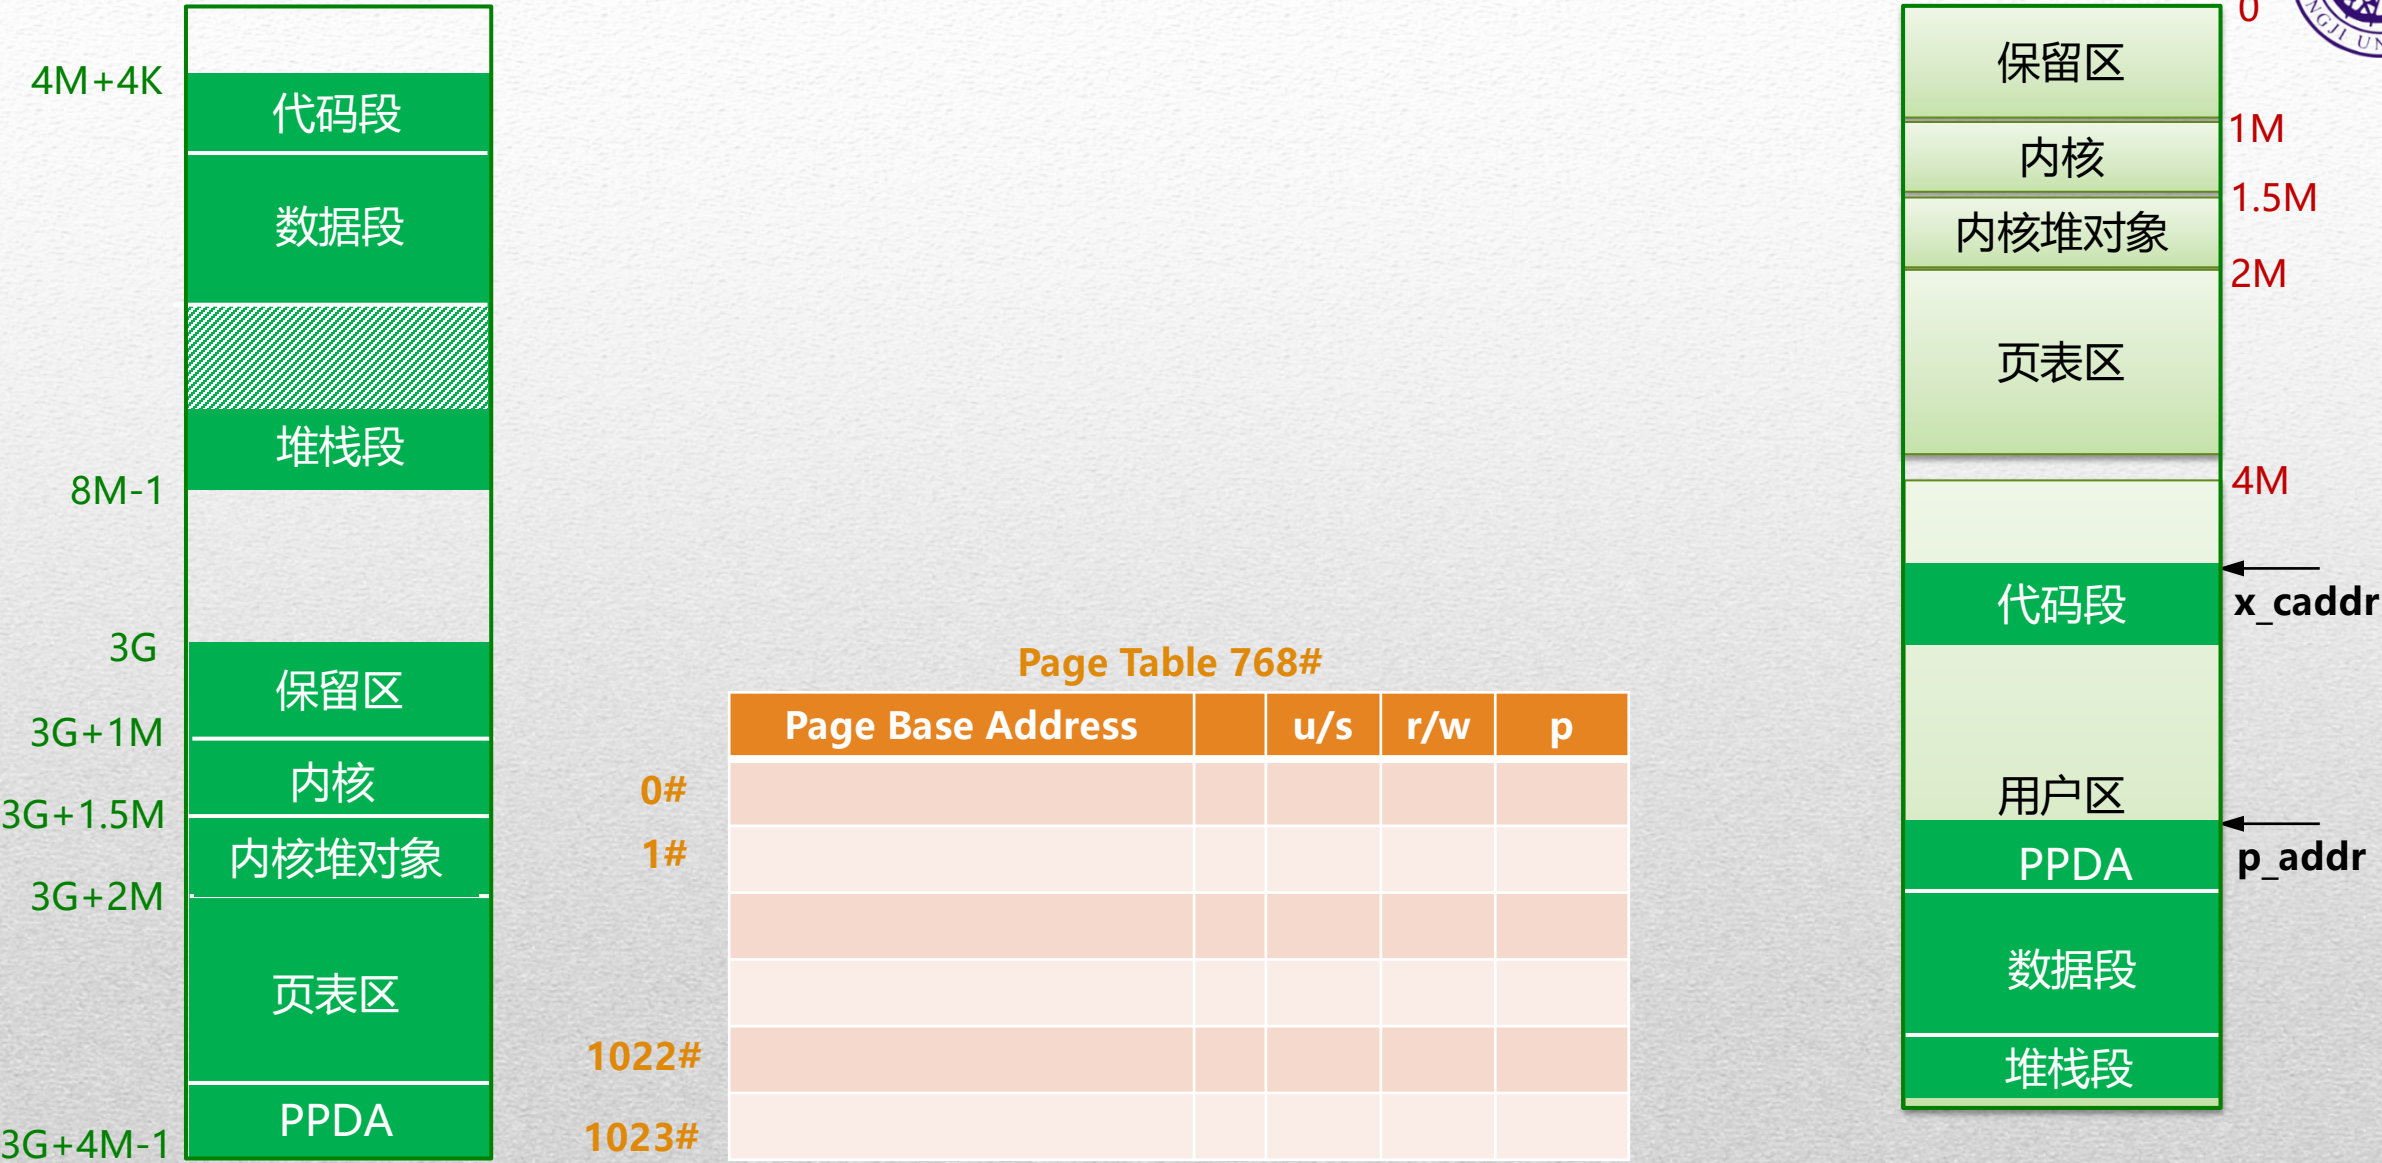 4M+4K
代码段
数据段
堆栈段
8M-1
3G
保留区
3G+1M
内核
3G+1.5M
内核堆对象
3G+2M
页表区
PPDA
3G+4M-1
Page Table 768#
Page Base Address u/s r/w p
0#
1#
1022#
1023#
0
保留区
1M
内核
1.5M
内核堆对象
2M
页表区
4M
代码段
x_caddr
用户区
PPDA
p_addr
数据段
堆栈段